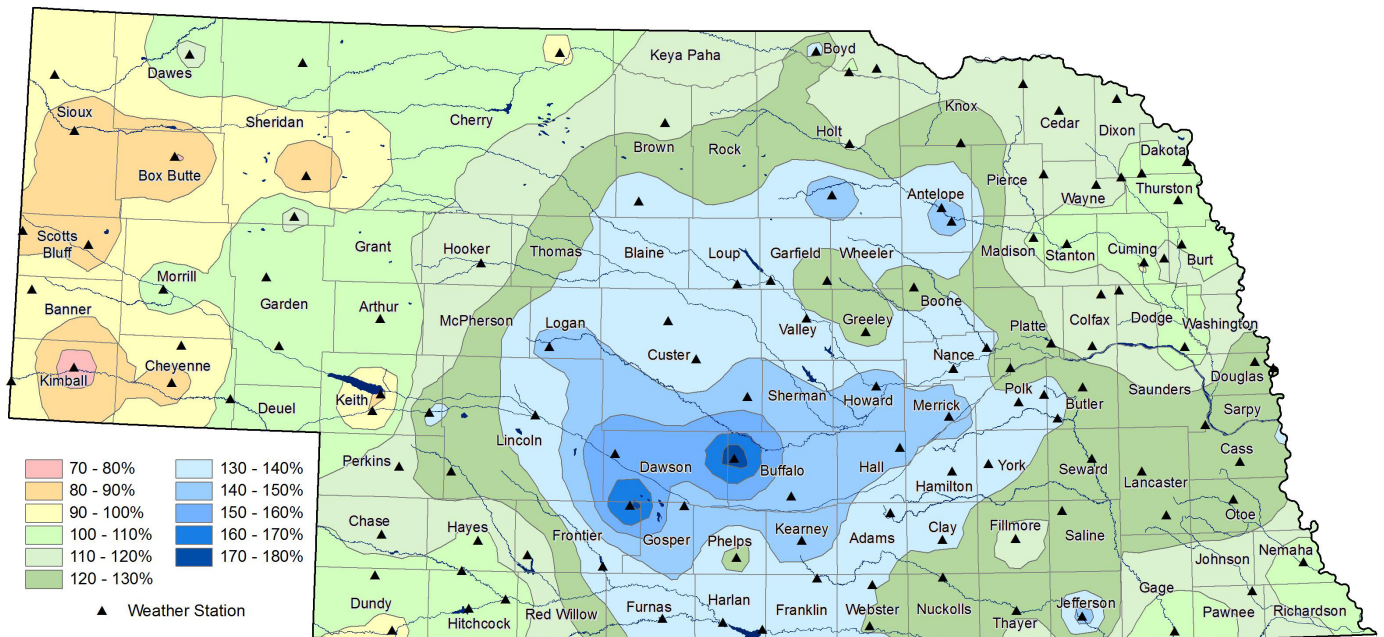 Boyd
Keya Paha
Dawes
Knox
Sioux
Sheridan
Cherry
Cedar
Dixon
Holt
Brown
Rock
Dakota
Box Butte
Pierce
Thurston
Antelope
Wayne
Scotts
Bluff
Grant
Hooker
Thomas
Blaine
Loup
Garfield
Wheeler
Madison
Stanton
Cuming
Burt
Morrill
Garden
Arthur
Boone
Banner
McPherson
Logan
Valley
Greeley
Platte
Colfax
Dodge
Washington
Custer
Nance
Cheyenne
Kimball
Douglas
Keith
Deuel
Sherman
Howard
Merrick
Polk
Butler
Saunders
Sarpy
Lincoln
Perkins
Dawson
Buffalo
Hall
York
Seward
Cass
Hamilton
Lancaster
Otoe
Chase
Hayes
Frontier
Gosper
Phelps
Kearney
Adams
Clay
Fillmore
Saline
Johnson
Nemaha
Gage
Dundy
Hitchcock
Red Willow
Furnas
Harlan
Franklin
Webster
Nuckolls
Thayer
Jefferson
Pawnee
Richardson
70 - 80%
80 - 90%
90 - 100%
100 - 110%
110 - 120%
120 - 130%
130 - 140%
140 - 150%
150 - 160%
160 - 170%
170 - 180%
Weather Station